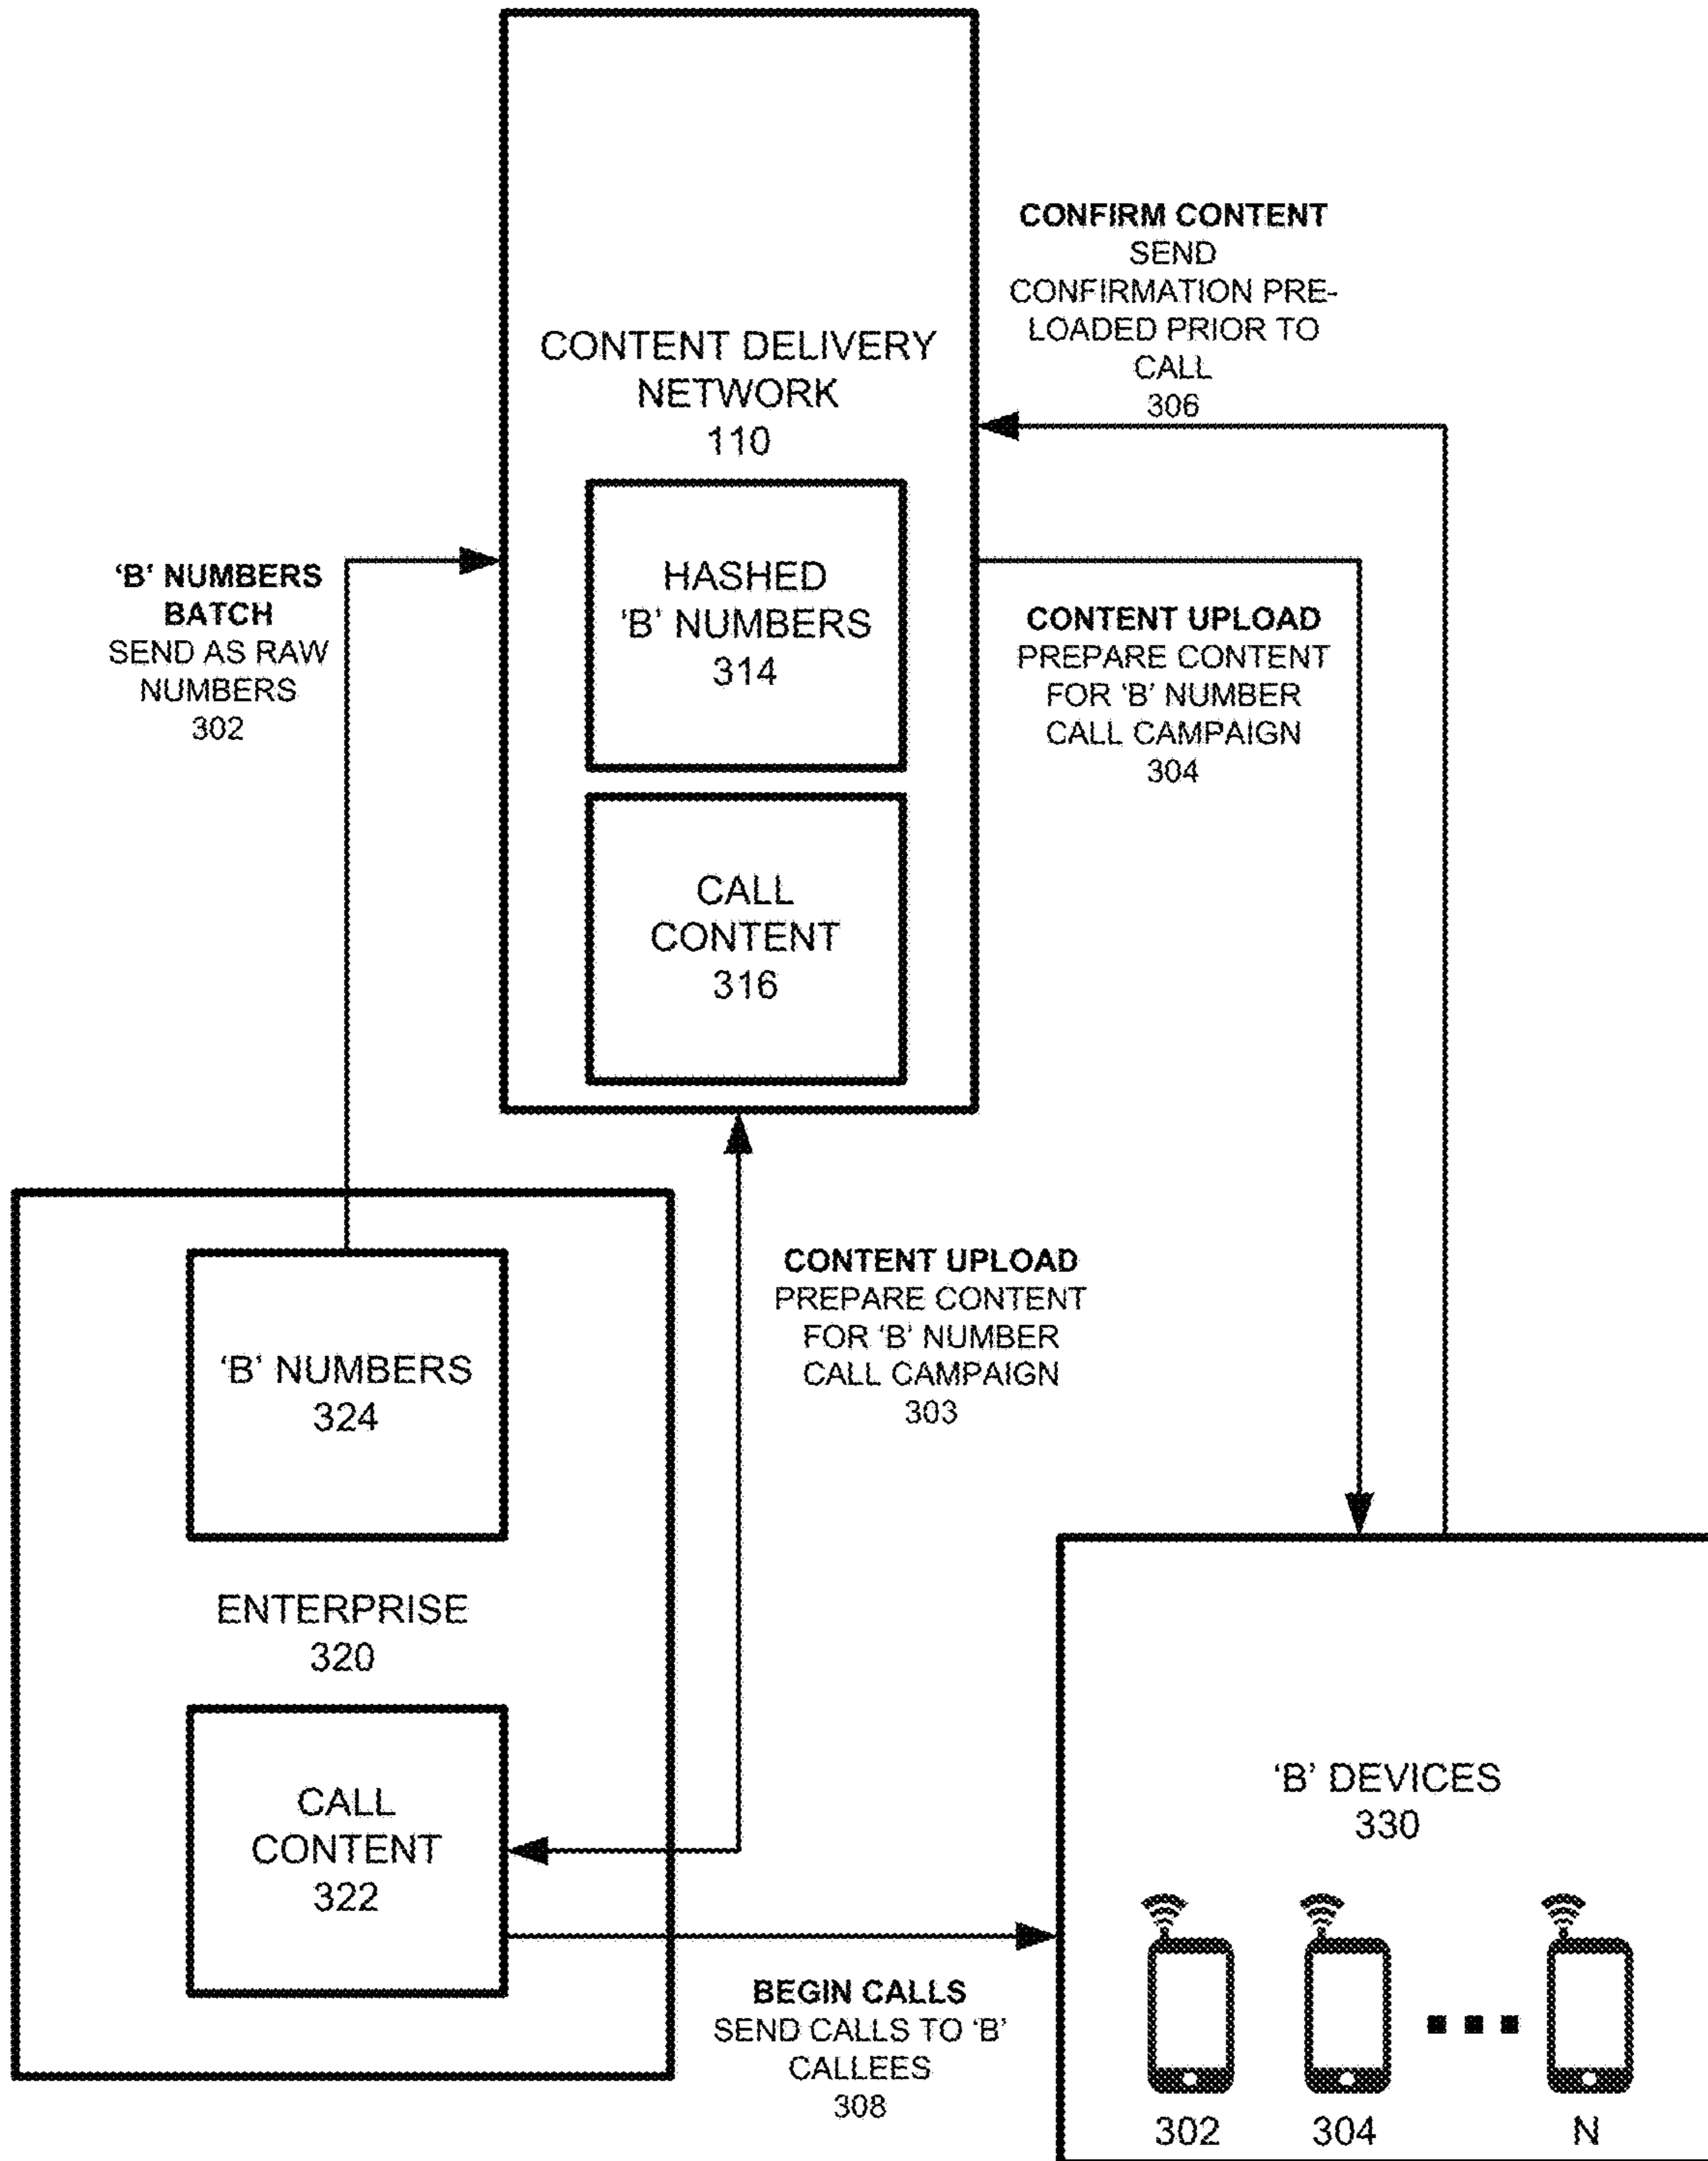 CONTENT DELIVERY
NETWORK
110
HASHED
'B' NUMBERS
314
CALL
CONTENT
316
CONFIRM CONTENT
SEND
CONFIRMATION PRE-
LOADED PRIOR TO
CALL
306
'B' NUMBERS
BATCH
SEND AS RAW
NUMBERS
302
CONTENT UPLOAD
PREPARE CONTENT
FOR 'B' NUMBER
CALL CAMPAIGN
304
CONTENT UPLOAD
PREPARE CONTENT
FOR 'B' NUMBER
CALL CAMPAIGN
303
'B' NUMBERS
324
ENTERPRISE
320
CALL
CONTENT
322
BEGIN CALLS
SEND CALLS TO 'B'
CALLEES
308
'B' DEVICES
330
302 304 N